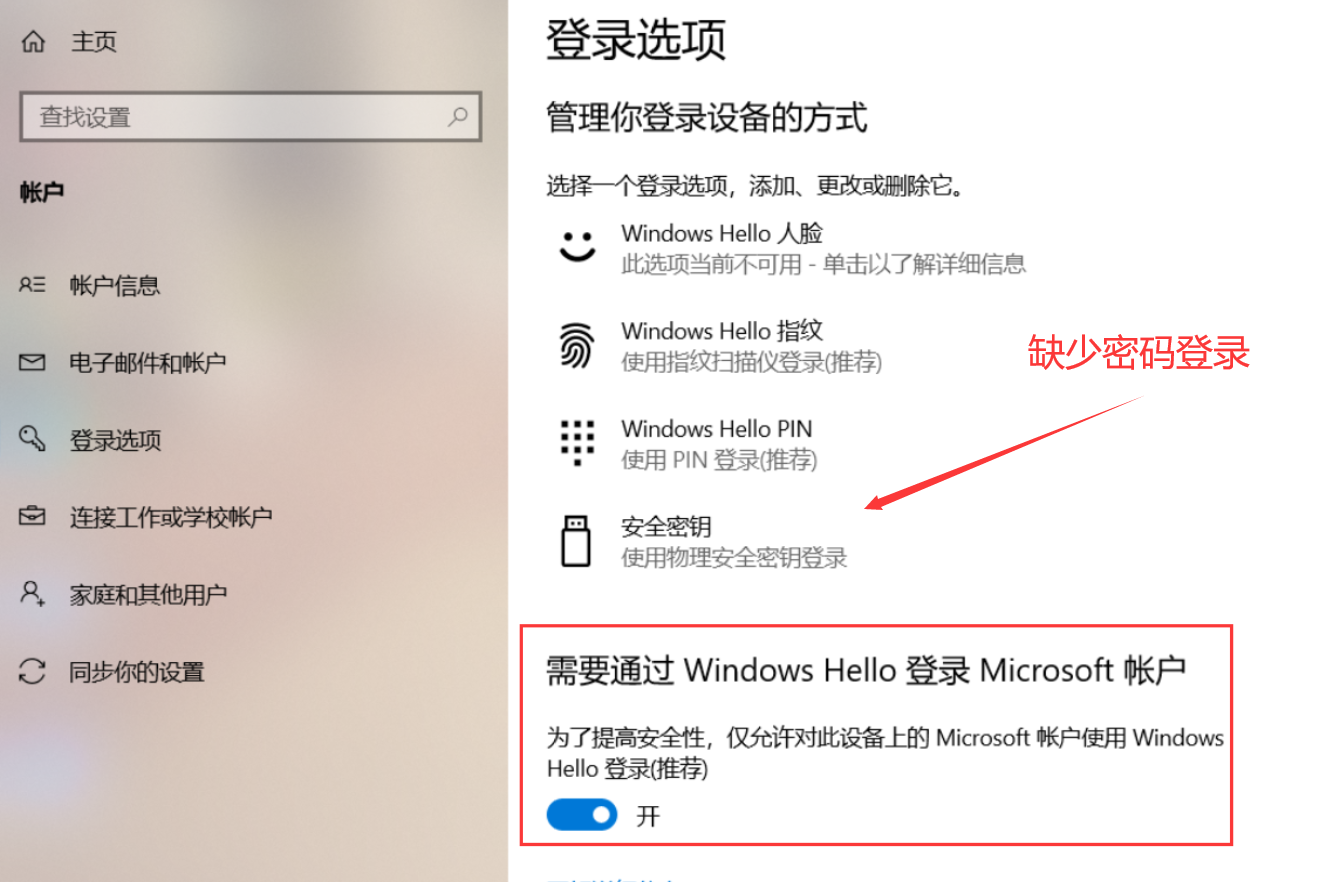 主页
查找设置
帐户
帐户信息
电子邮件和帐户
登录选项
连接工作或学校帐户
家庭和其他用户
同步你的设置
登录选项
管理你登录设备的方式
选择一个登录选项，添加、更改或删除它。
Windows Hello 人脸
此选项当前不可用 - 单击以了解详细信息
Windows Hello 指纹
使用指纹扫描仪登录(推荐)
Windows Hello PIN
使用 PIN 登录(推荐)
安全密钥
使用物理安全密钥登录
缺少密码登录
需要通过 Windows Hello 登录 Microsoft 帐户
为了提高安全性，仅允许对此设备上的 Microsoft 帐户使用 Windows
Hello 登录(推荐)
开